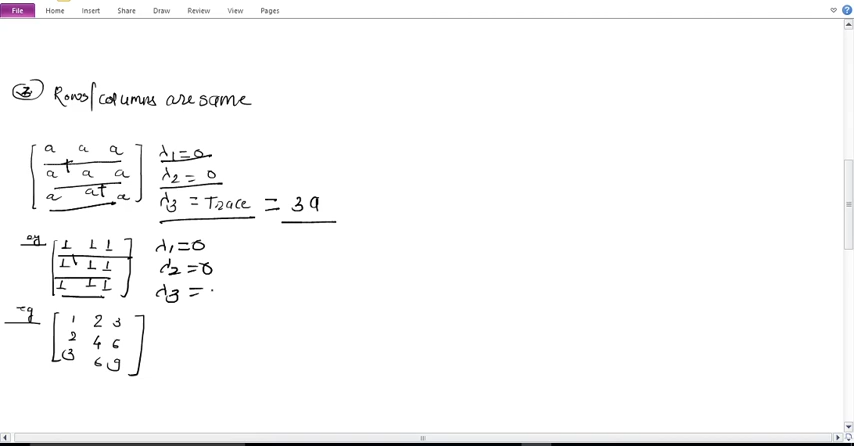 File Home Insert Share Draw Review View Pages
② Rows/columns are same
a a a
a a a
a a a
λ1 = 0
λ2 = 0
λ3 = Trace = 3a
eg 1 1 1
1 1 1
1 1 1
λ1 = 0
λ2 = 0
λ3 =
eg 1 2 3
2 4 6
3 6 9